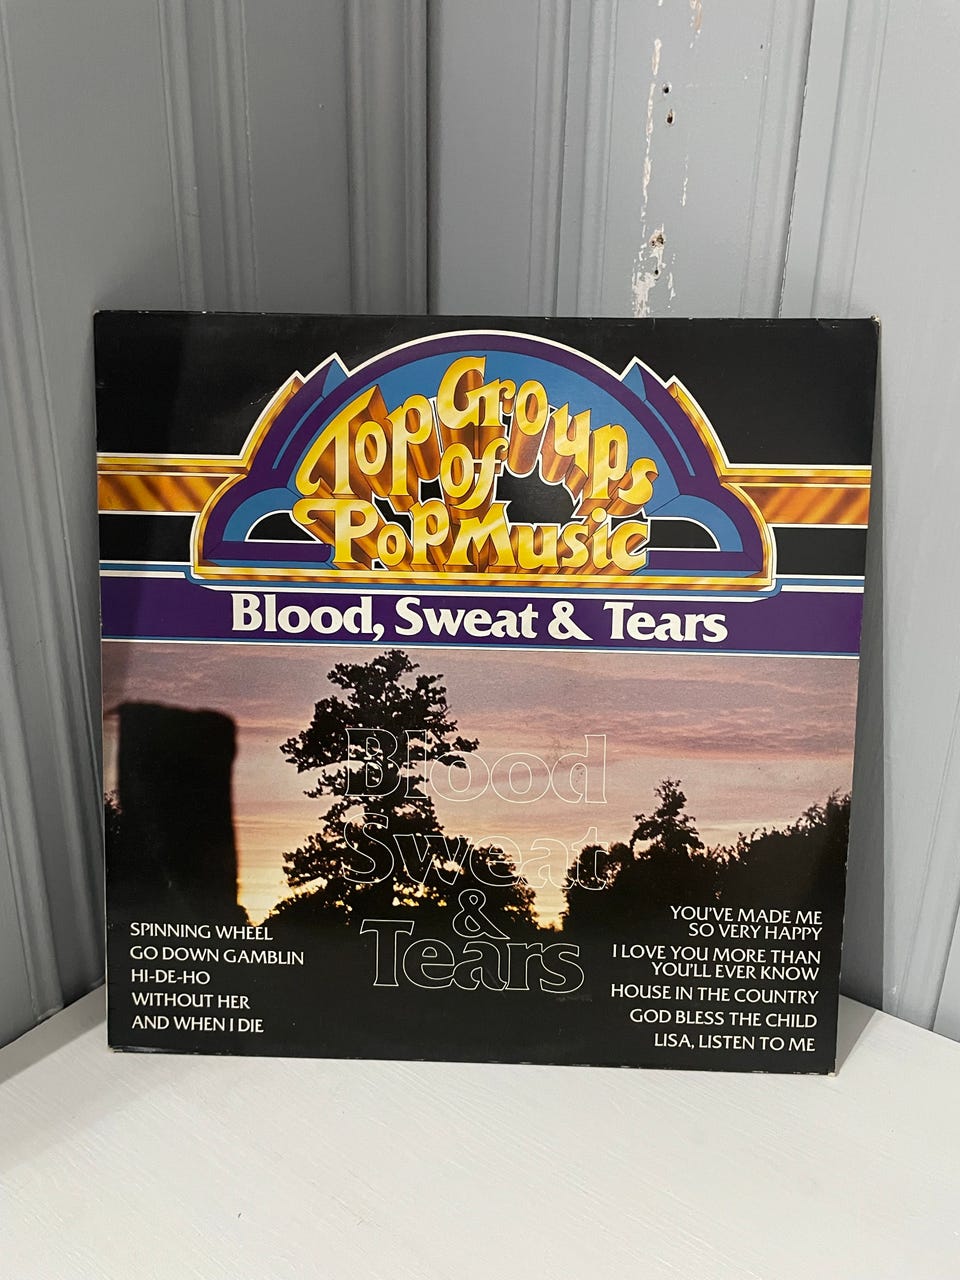 Top Groups
of
Pop Music
Blood, Sweat & Tears
Blood
Sweat
&
Tears
SPINNING WHEEL
GO DOWN GAMBLIN
HI-DE-HO
WITHOUT HER
AND WHEN I DIE
YOU'VE MADE ME
SO VERY HAPPY
I LOVE YOU MORE THAN
YOU'LL EVER KNOW
HOUSE IN THE COUNTRY
GOD BLESS THE CHILD
LISA, LISTEN TO ME